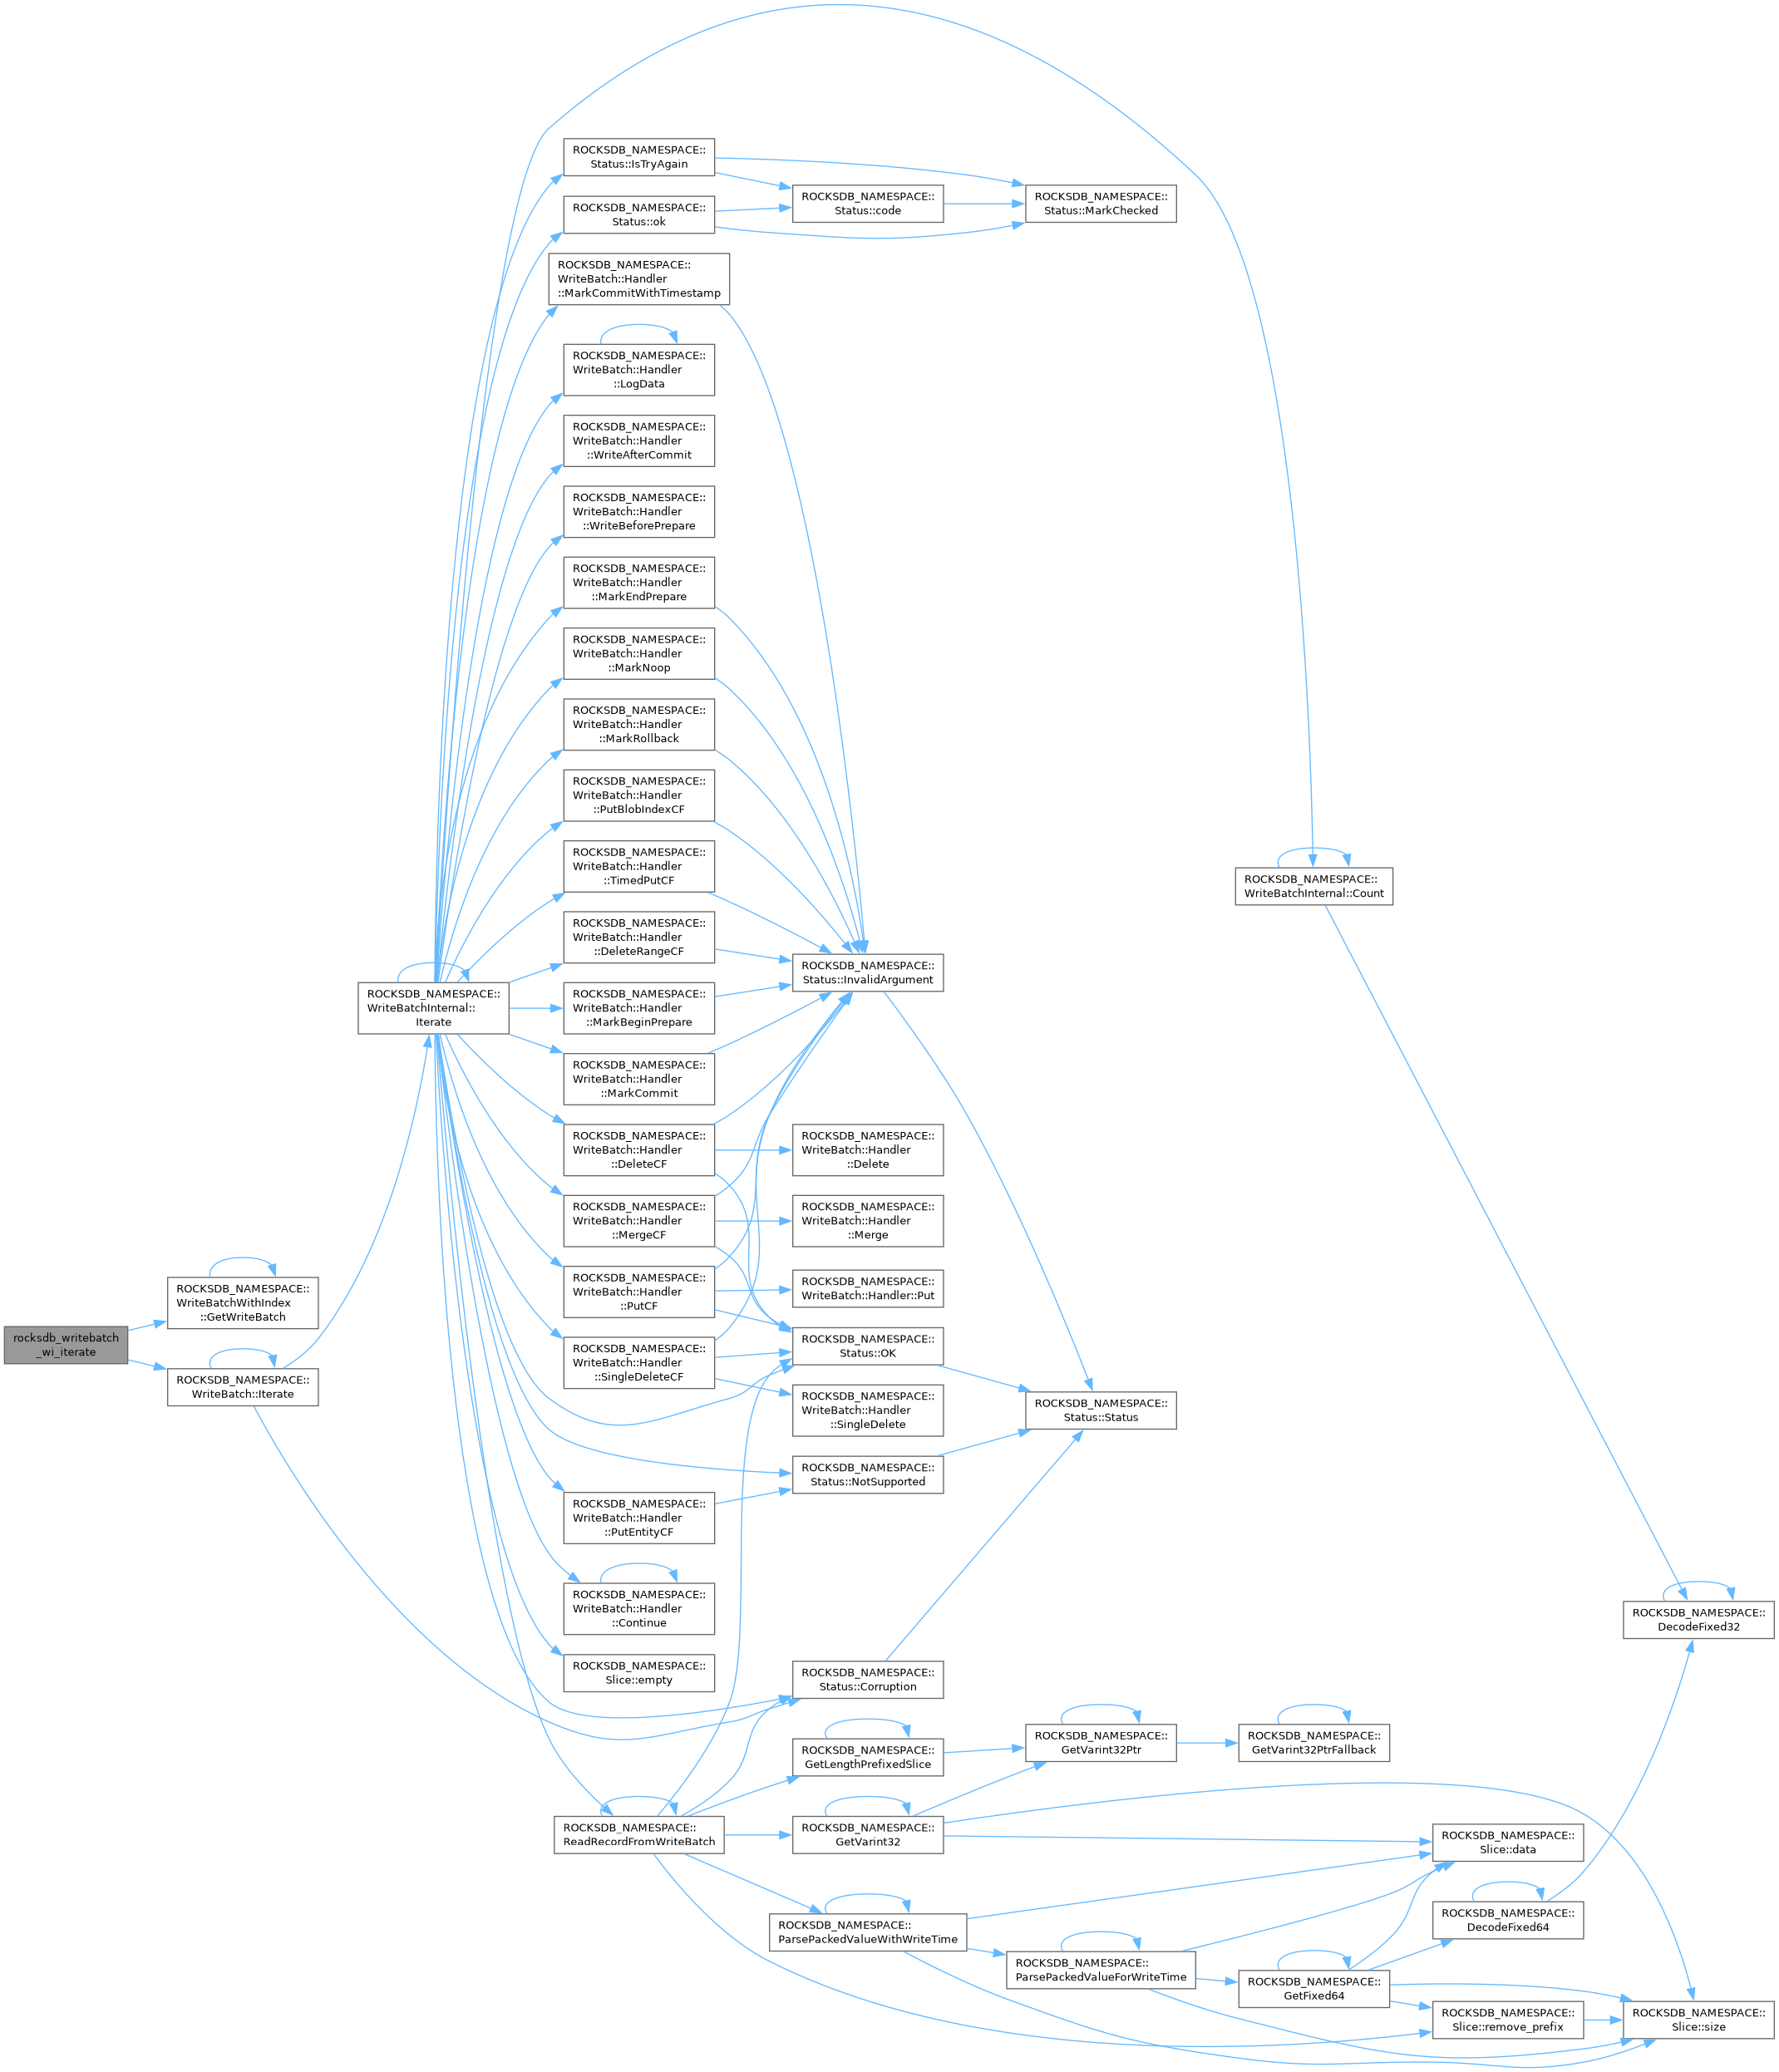 rocksdb_writebatch
_wi_iterate
ROCKSDB_NAMESPACE::
WriteBatchWithIndex
::GetWriteBatch
ROCKSDB_NAMESPACE::
WriteBatch::Iterate
ROCKSDB_NAMESPACE::
WriteBatchInternal::
Iterate
ROCKSDB_NAMESPACE::
Status::IsTryAgain
ROCKSDB_NAMESPACE::
Status::ok
ROCKSDB_NAMESPACE::
WriteBatch::Handler
::MarkCommitWithTimestamp
ROCKSDB_NAMESPACE::
WriteBatch::Handler
::LogData
ROCKSDB_NAMESPACE::
WriteBatch::Handler
::WriteAfterCommit
ROCKSDB_NAMESPACE::
WriteBatch::Handler
::WriteBeforePrepare
ROCKSDB_NAMESPACE::
WriteBatch::Handler
::MarkEndPrepare
ROCKSDB_NAMESPACE::
WriteBatch::Handler
::MarkNoop
ROCKSDB_NAMESPACE::
WriteBatch::Handler
::MarkRollback
ROCKSDB_NAMESPACE::
WriteBatch::Handler
::PutBlobIndexCF
ROCKSDB_NAMESPACE::
WriteBatch::Handler
::TimedPutCF
ROCKSDB_NAMESPACE::
WriteBatch::Handler
::DeleteRangeCF
ROCKSDB_NAMESPACE::
WriteBatch::Handler
::MarkBeginPrepare
ROCKSDB_NAMESPACE::
WriteBatch::Handler
::MarkCommit
ROCKSDB_NAMESPACE::
WriteBatch::Handler
::DeleteCF
ROCKSDB_NAMESPACE::
WriteBatch::Handler
::MergeCF
ROCKSDB_NAMESPACE::
WriteBatch::Handler
::PutCF
ROCKSDB_NAMESPACE::
WriteBatch::Handler
::SingleDeleteCF
ROCKSDB_NAMESPACE::
WriteBatch::Handler
::PutEntityCF
ROCKSDB_NAMESPACE::
WriteBatch::Handler
::Continue
ROCKSDB_NAMESPACE::
Slice::empty
ROCKSDB_NAMESPACE::
ReadRecordFromWriteBatch
ROCKSDB_NAMESPACE::
Status::code
ROCKSDB_NAMESPACE::
Status::InvalidArgument
ROCKSDB_NAMESPACE::
WriteBatch::Handler
::Delete
ROCKSDB_NAMESPACE::
WriteBatch::Handler
::Merge
ROCKSDB_NAMESPACE::
WriteBatch::Handler::Put
ROCKSDB_NAMESPACE::
Status::OK
ROCKSDB_NAMESPACE::
WriteBatch::Handler
::SingleDelete
ROCKSDB_NAMESPACE::
Status::NotSupported
ROCKSDB_NAMESPACE::
Status::Corruption
ROCKSDB_NAMESPACE::
GetLengthPrefixedSlice
ROCKSDB_NAMESPACE::
GetVarint32
ROCKSDB_NAMESPACE::
ParsePackedValueWithWriteTime
ROCKSDB_NAMESPACE::
Status::MarkChecked
ROCKSDB_NAMESPACE::
Status::Status
ROCKSDB_NAMESPACE::
GetVarint32Ptr
ROCKSDB_NAMESPACE::
ParsePackedValueForWriteTime
ROCKSDB_NAMESPACE::
WriteBatchInternal::Count
ROCKSDB_NAMESPACE::
GetVarint32PtrFallback
ROCKSDB_NAMESPACE::
GetFixed64
ROCKSDB_NAMESPACE::
Slice::data
ROCKSDB_NAMESPACE::
DecodeFixed64
ROCKSDB_NAMESPACE::
Slice::remove_prefix
ROCKSDB_NAMESPACE::
DecodeFixed32
ROCKSDB_NAMESPACE::
Slice::size